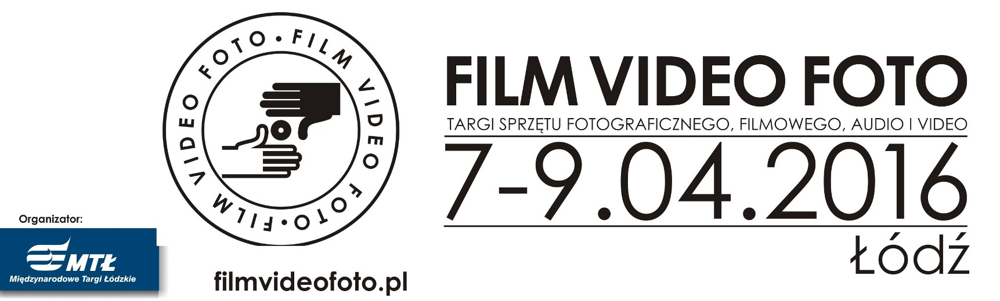 FILM VIDEO FOTO • FILM VIDEO FOTO •
FILM VIDEO FOTO
TARGI SPRZĘTU FOTOGRAFICZNEGO, FILMOWEGO, AUDIO I VIDEO
7-9.04.2016
Łódź
Organizator:
MTŁ
Międzynarodowe Targi Łódzkie
filmvideofoto.pl